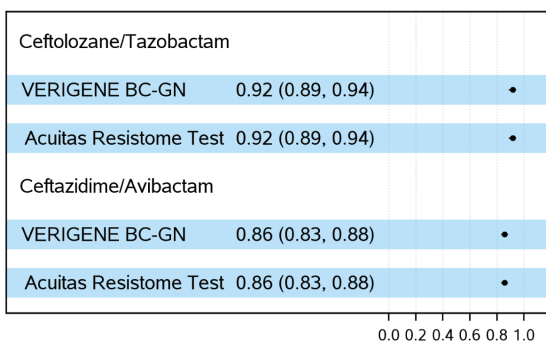 Ceftolozane/Tazobactam
VERIGENE BC-GN 0.92 (0.89, 0.94)
Acuitas Resistome Test 0.92 (0.89, 0.94)
Ceftazidime/Avibactam
VERIGENE BC-GN 0.86 (0.83, 0.88)
Acuitas Resistome Test 0.86 (0.83, 0.88)
0.0 0.2 0.4 0.6 0.8 1.0